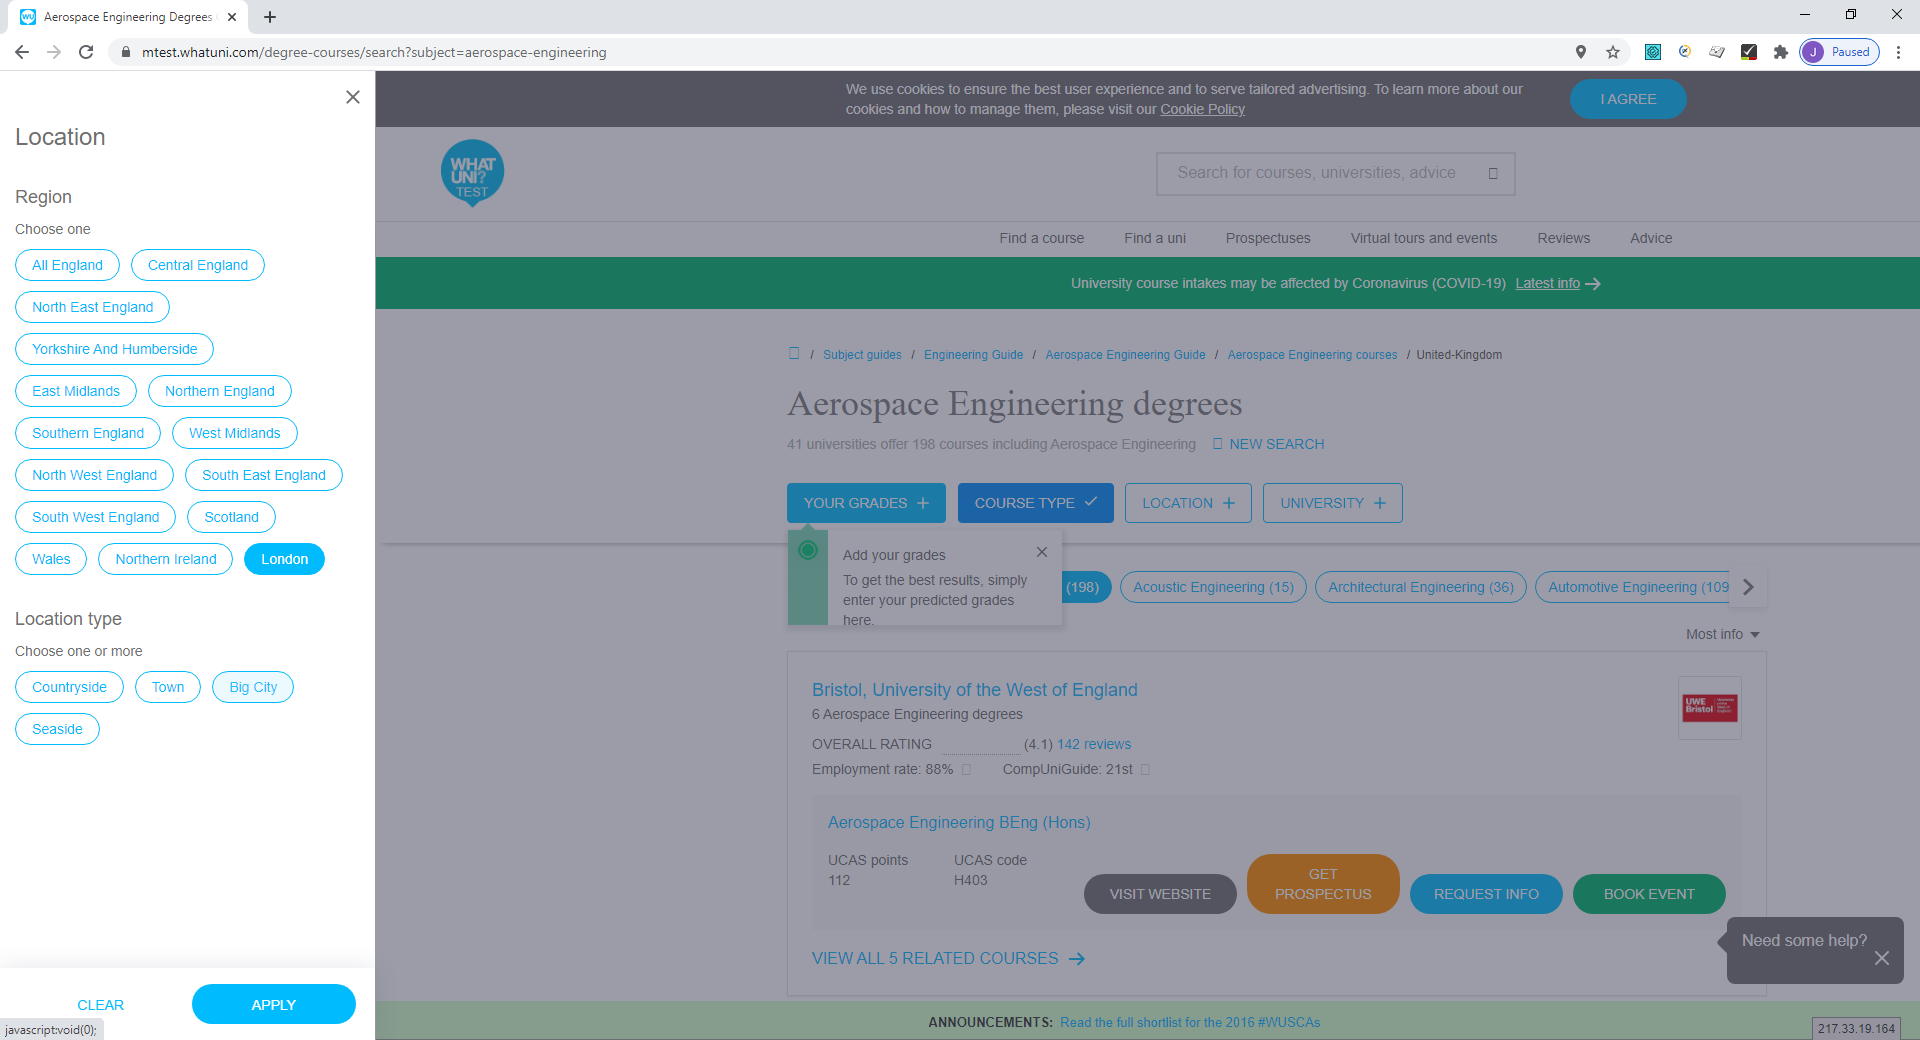 Aerospace Engineering Degrees
mtest.whatuni.com/degree-courses/search?subject=aerospace-engineering
J Paused
Location
Region
Choose one
All England Central England
North East England
Yorkshire And Humberside
East Midlands Northern England
Southern England West Midlands
North West England South East England
South West England Scotland
Wales Northern Ireland London
Location type
Choose one or more
Countryside Town Big City
Seaside
CLEAR APPLY
javascript:void(0);
We use cookies to ensure the best user experience and to serve tailored advertising. To learn more about our
cookies and how to manage them, please visit our Cookie Policy
I AGREE
WHAT
UNI?
TEST
Search for courses, universities, advice
Find a course Find a uni Prospectuses Virtual tours and events Reviews Advice
University course intakes may be affected by Coronavirus (COVID-19) Latest info
/ Subject guides / Engineering Guide / Aerospace Engineering Guide / Aerospace Engineering courses / United-Kingdom
Aerospace Engineering degrees
41 universities offer 198 courses including Aerospace Engineering NEW SEARCH
YOUR GRADES COURSE TYPE LOCATION UNIVERSITY
Add your grades
To get the best results, simply
enter your predicted grades
here.
(198) Acoustic Engineering (15) Architectural Engineering (36) Automotive Engineering (109
Most info
Bristol, University of the West of England
6 Aerospace Engineering degrees
OVERALL RATING (4.1) 142 reviews
Employment rate: 88% CompUniGuide: 21st
UWE
Bristol
Aerospace Engineering BEng (Hons)
UCAS points UCAS code
112 H403
VISIT WEBSITE
GET
PROSPECTUS
REQUEST INFO
BOOK EVENT
VIEW ALL 5 RELATED COURSES
Need some help?
ANNOUNCEMENTS: Read the full shortlist for the 2016 #WUSCAs
217.33.19.164